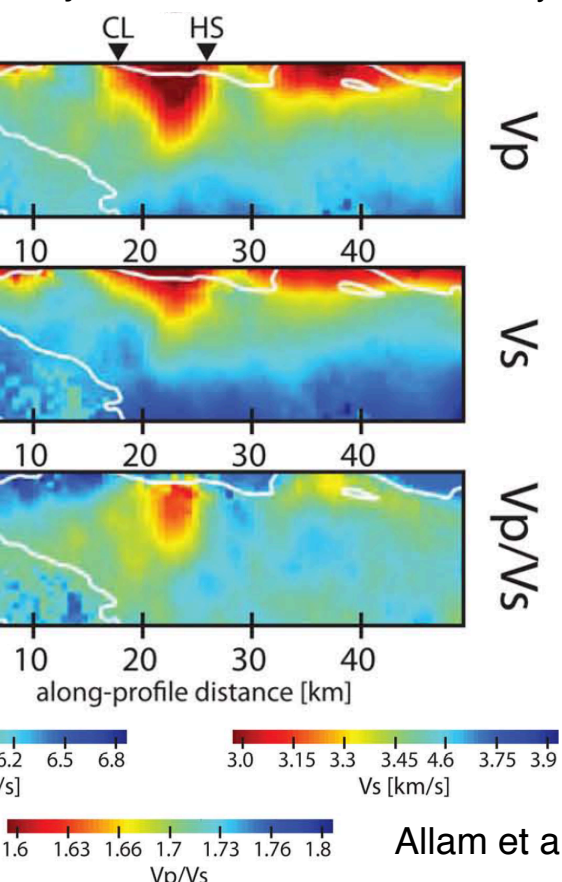 CL HS
Vp
10 20 30 40
Vs
10 20 30 40
Vp/Vs
10 20 30 40
along-profile distance [km]
6.2 6.5 6.8
/s]
3.0 3.15 3.3 3.45 4.6 3.75 3.9
Vs [km/s]
1.6 1.63 1.66 1.7 1.73 1.76 1.8
Vp/Vs
Allam et a